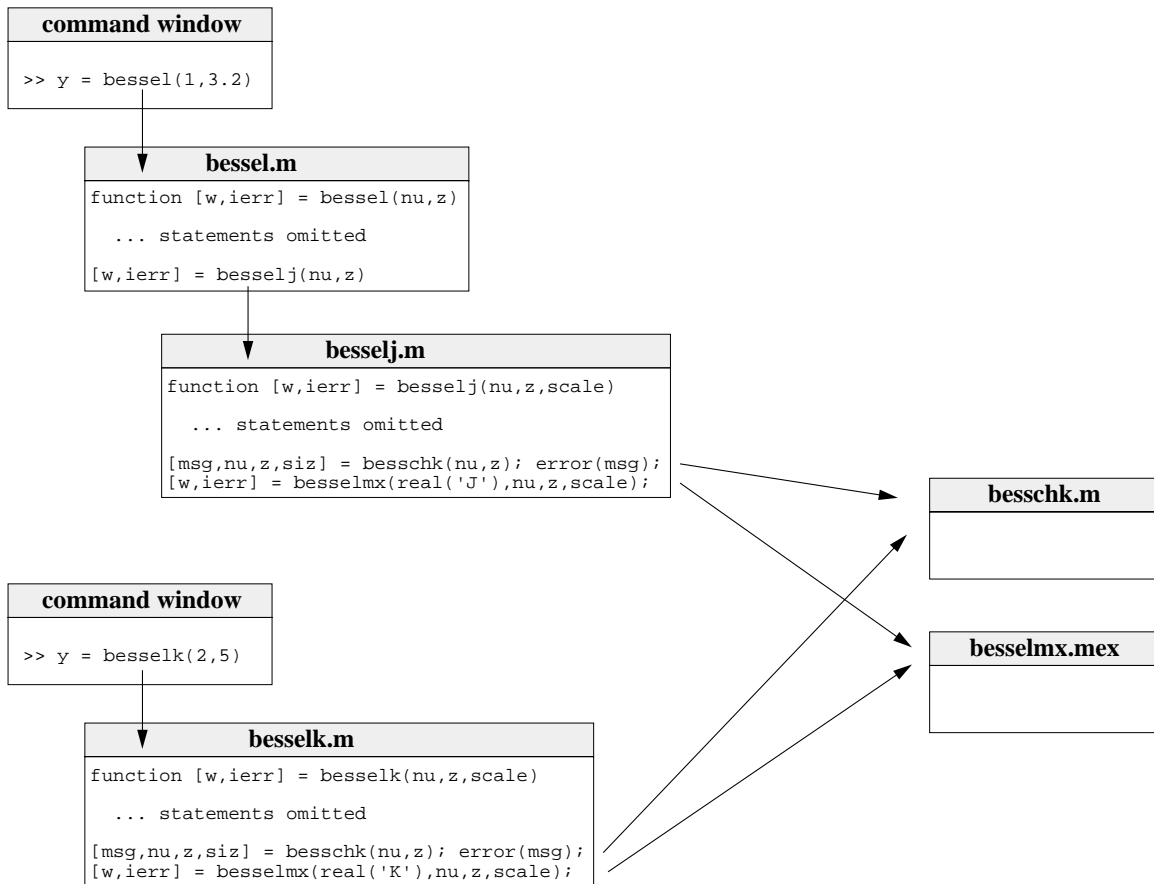 command window
>> y = bessel(1,3.2)
bessel.m
function [w,ierr] = bessel(nu,z)
... statements omitted
[w,ierr] = besselj(nu,z)
besselj.m
function [w,ierr] = besselj(nu,z,scale)
... statements omitted
[msg,nu,z,siz] = besschk(nu,z); error(msg);
[w,ierr] = besselmx(real('J'),nu,z,scale);
besschk.m
command window
>> y = besselk(2,5)
besselmx.mex
besselk.m
function [w,ierr] = besselk(nu,z,scale)
... statements omitted
[msg,nu,z,siz] = besschk(nu,z); error(msg);
[w,ierr] = besselmx(real('K'),nu,z,scale);